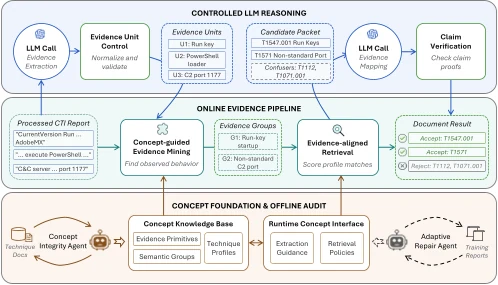 CONTROLLED LLM REASONING
LLM Call
Evidence
Extraction
Evidence Unit
Control
Normalize and
validate
Evidence Units
U1: Run key
U2: PowerShell
loader
U3: C2 port 1177
Candidate Packet
T1547.001 Run Keys
T1571 Non-standard Port
Confusers: T1112,
T1071.001
LLM Call
Evidence
Mapping
Claim
Verification
Check claim
proofs
ONLINE EVIDENCE PIPELINE
Processed CTI Report
"CurrentVersion Run ...
AdobeMX"
"... execute PowerShell ..."
"C&C server ... port 1177"
Concept-guided
Evidence Mining
Find observed behavior
Evidence Groups
G1: Run-key
startup
G2: Non-standard
C2 port
Evidence-aligned
Retrieval
Score profile matches
Document Result
Accept: T1547.001
Accept: T1571
Reject: T1112, T1071.001
CONCEPT FOUNDATION & OFFLINE AUDIT
Technique
Docs
Concept
Integrity Agent
Concept Knowledge Base
Evidence Primitives
Semantic Groups
Technique
Profiles
Runtime Concept Interface
Extraction
Guidance
Retrieval
Policies
Adaptive
Repair Agent
Training
Reports